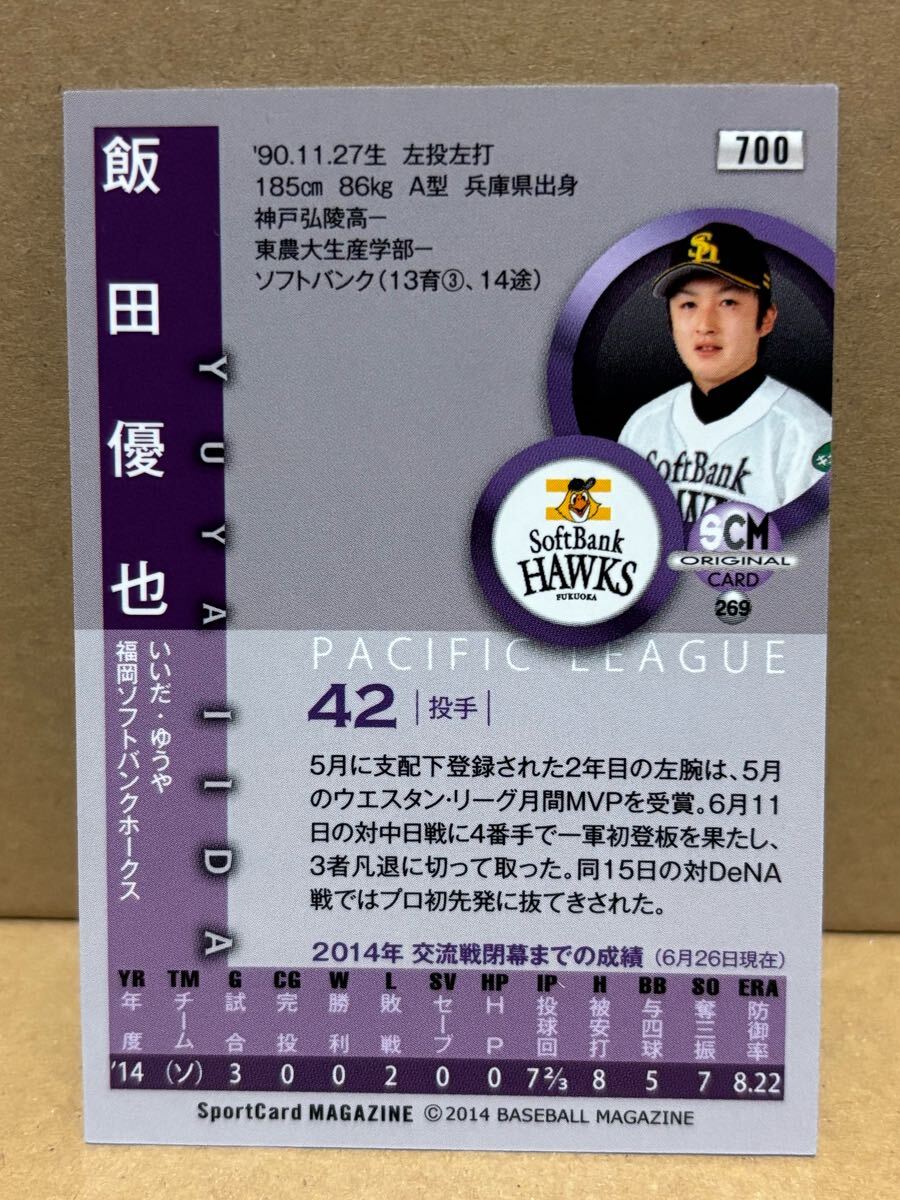 飯田優也
YUYA IIDA
いいだ・ゆうや
福岡ソフトバンクホークス
'90.11.27生 左投左打
185cm 86kg A型 兵庫県出身
神戸弘陵高ー
東農大生産学部ー
ソフトバンク(13育③、14途)
700
Sh
SoftBank
SoftBank
HAWKS
FUKUOKA
SCM
ORIGINAL
CARD
269
PACIFIC LEAGUE
42 |投手|
5月に支配下登録された2年目の左腕は、5月
のウエスタン・リーグ月間MVPを受賞。6月11
日の対中日戦に4番手で一軍初登板を果たし、
3者凡退に切って取った。同15日の対DeNA
戦ではプロ初先発に抜てきされた。
2014年 交流戦閉幕までの成績(6月26日現在)
YR TM G CG W L SV HP IP H BB SO ERA
年度 チーム 試合 完投 勝利 敗戦 セーブ HP 投球回 被安打 与四球 奪三振 防御率
'14 (ソ) 3 0 0 2 0 0 7⅔ 8 5 7 8.22
SportCard MAGAZINE ©2014 BASEBALL MAGAZINE